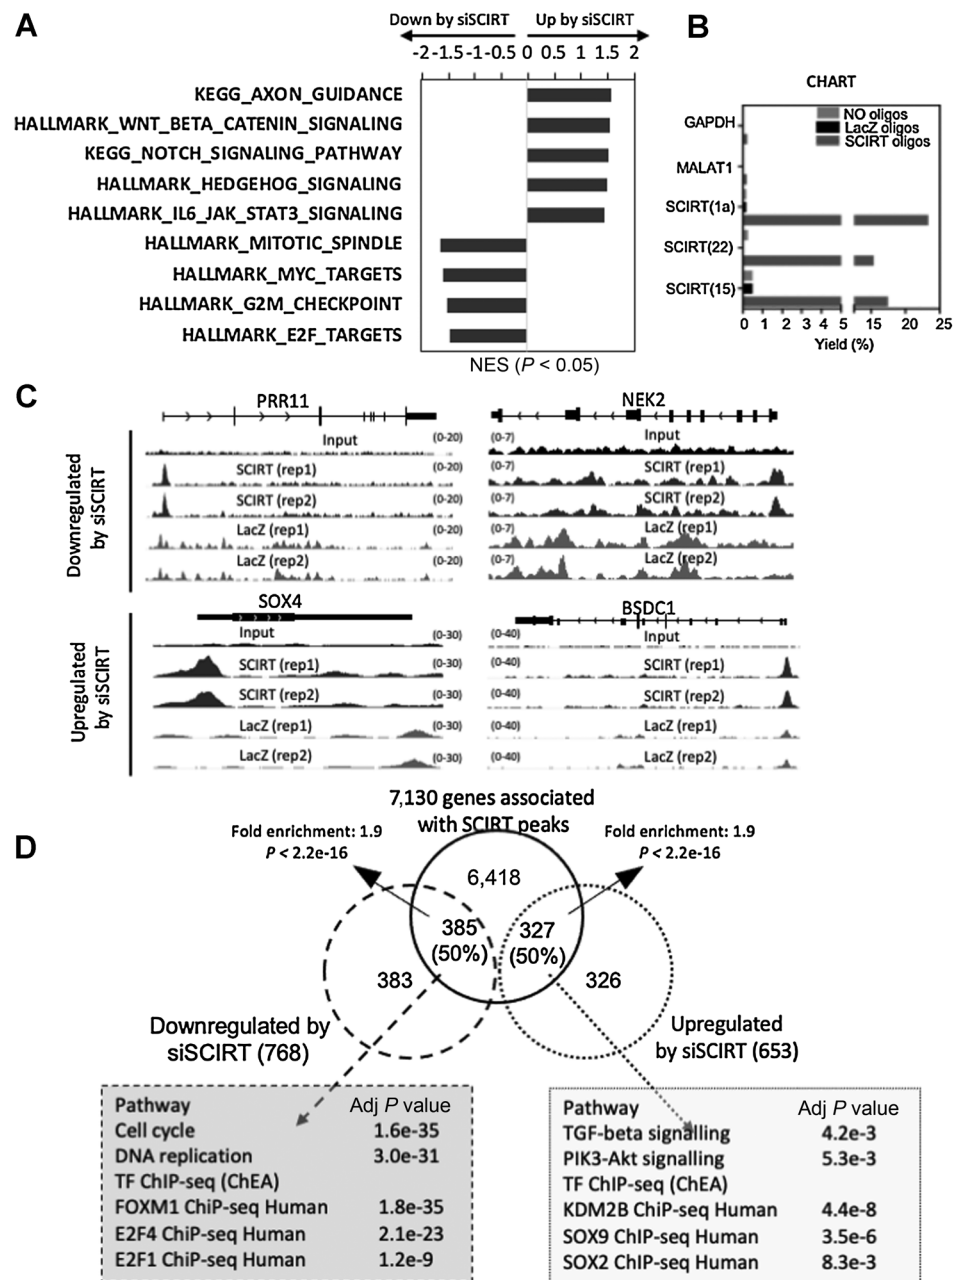 A
Down by siSCIRT
Up by siSCIRT
-2 -1.5 -1 -0.5 0 0.5 1 1.5 2
KEGG_AXON_GUIDANCE
HALLMARK_WNT_BETA_CATENIN_SIGNALING
KEGG_NOTCH_SIGNALING_PATHWAY
HALLMARK_HEDGEHOG_SIGNALING
HALLMARK_IL6_JAK_STAT3_SIGNALING
HALLMARK_MITOTIC_SPINDLE
HALLMARK_MYC_TARGETS
HALLMARK_G2M_CHECKPOINT
HALLMARK_E2F_TARGETS
NES (P < 0.05)
B
CHART
NO oligos
LacZ oligos
SCIRT oligos
GAPDH
MALAT1
SCIRT(1a)
SCIRT(22)
SCIRT(15)
0 1 2 3 4 5 15 20 25
Yield (%)
C
Downregulated
by siSCIRT
PRR11
Input (0-20)
SCIRT (rep1) (0-20)
SCIRT (rep2) (0-20)
LacZ (rep1) (0-20)
LacZ (rep2) (0-20)
NEK2
(0-7) Input
(0-7) SCIRT (rep1)
(0-7) SCIRT (rep2)
(0-7) LacZ (rep1)
(0-7) LacZ (rep2)
Upregulated
by siSCIRT
SOX4
Input (0-30)
SCIRT (rep1) (0-30)
SCIRT (rep2) (0-30)
LacZ (rep1) (0-30)
LacZ (rep2) (0-30)
BSDC1
(0-40) Input
(0-40) SCIRT (rep1)
(0-40) SCIRT (rep2)
(0-40) LacZ (rep1)
(0-40) LacZ (rep2)
D
7,130 genes associated
with SCIRT peaks
Fold enrichment: 1.9
P < 2.2e-16
Fold enrichment: 1.9
P < 2.2e-16
6,418
385
(50%)
327
(50%)
383
326
Downregulated by
siSCIRT (768)
Upregulated
by siSCIRT (653)
Pathway Adj P value
Cell cycle 1.6e-35
DNA replication 3.0e-31
TF ChIP-seq (ChEA)
FOXM1 ChiP-seq Human 1.8e-35
E2F4 ChiP-seq Human 2.1e-23
E2F1 ChiP-seq Human 1.2e-9
Pathway Adj P value
TGF-beta signalling 4.2e-3
PIK3-Akt signalling 5.3e-3
TF ChIP-seq (ChEA)
KDM2B ChiP-seq Human 4.4e-8
SOX9 ChIP-seq Human 3.5e-6
SOX2 ChIP-seq Human 8.3e-3